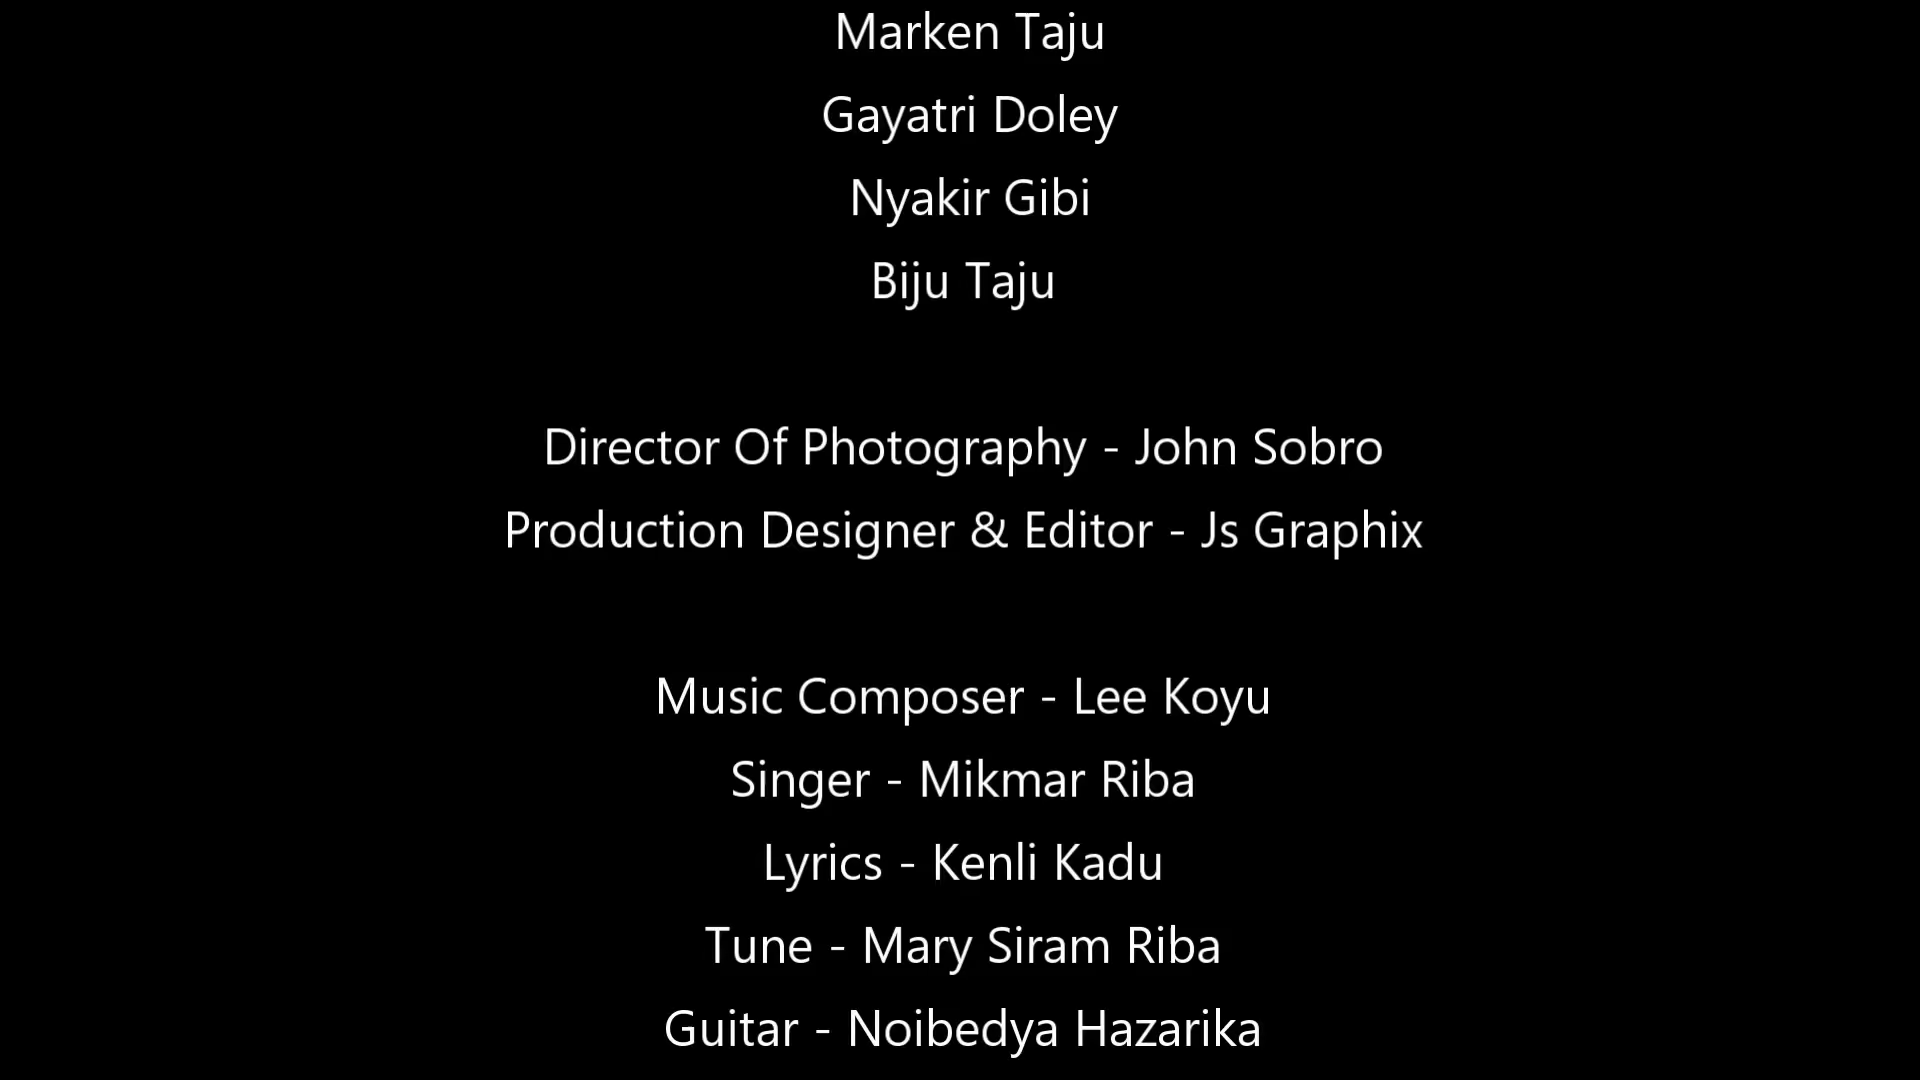 Marken Taju
Gayatri Doley
Nyakir Gibi
Biju Taju
Director Of Photography - John Sobro
Production Designer & Editor - Js Graphix
Music Composer - Lee Koyu
Singer - Mikmar Riba
Lyrics - Kenli Kadu
Tune - Mary Siram Riba
Guitar - Noibedya Hazarika